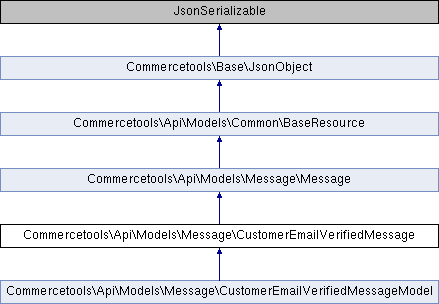 JsonSerializable
Commercetools\Base\JsonObject
Commercetools\Api\Models\Common\BaseResource
Commercetools\Api\Models\Message\Message
Commercetools\Api\Models\Message\CustomerEmailVerifiedMessage
Commercetools\Api\Models\Message\CustomerEmailVerifiedMessageModel